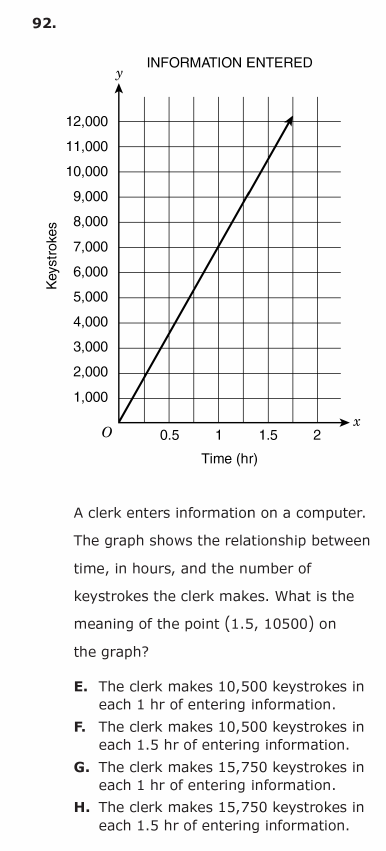 92.
INFORMATION ENTERED
y
12,000
11,000
10,000
9,000
8,000
7,000
6,000
5,000
4,000
3,000
2,000
1,000
Keystrokes
O
0.5 1 1.5 2
x
Time (hr)
A clerk enters information on a computer.
The graph shows the relationship between
time, in hours, and the number of
keystrokes the clerk makes. What is the
meaning of the point (1.5, 10500) on
the graph?
E. The clerk makes 10,500 keystrokes in
each 1 hr of entering information.
F. The clerk makes 10,500 keystrokes in
each 1.5 hr of entering information.
G. The clerk makes 15,750 keystrokes in
each 1 hr of entering information.
H. The clerk makes 15,750 keystrokes in
each 1.5 hr of entering information.